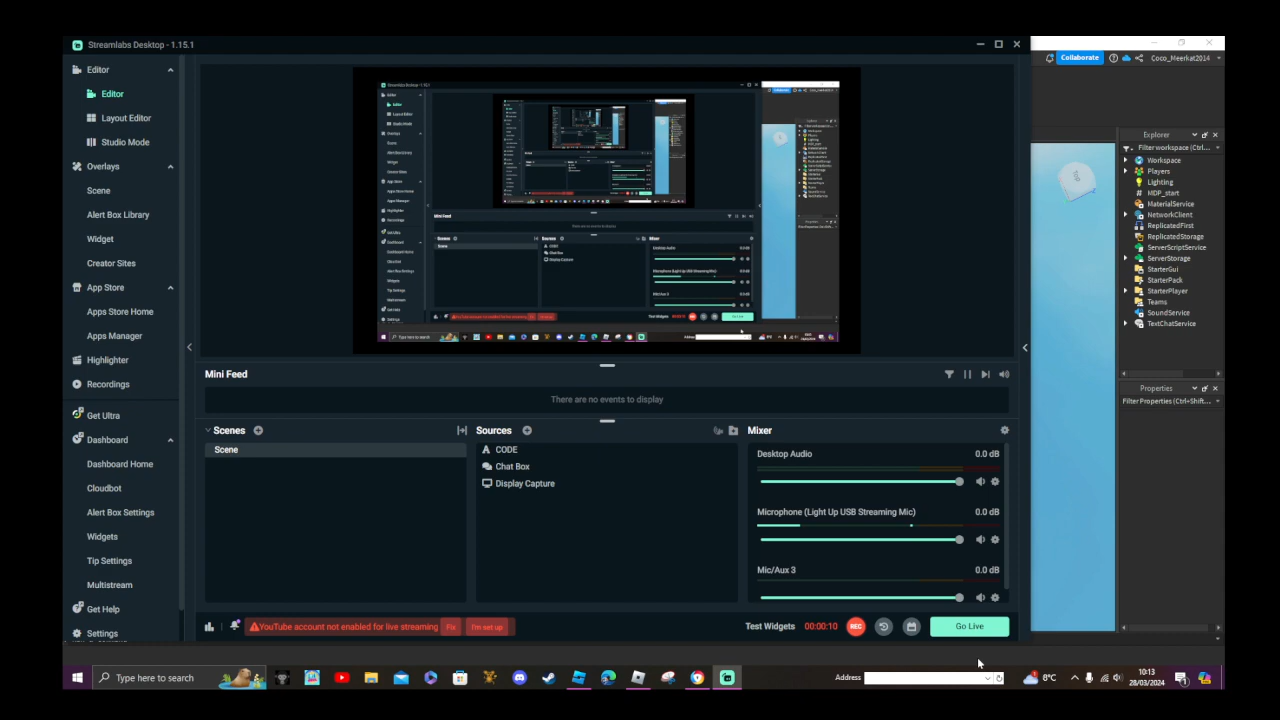 Streamlabs Desktop - 1.15.1
Editor
Editor
Layout Editor
Studio Mode
Overlays
Scene
Alert Box Library
Widget
Creator Sites
App Store
Apps Store Home
Apps Manager
Highlighter
Recordings
Get Ultra
Dashboard
Dashboard Home
Cloudbot
Alert Box Settings
Widgets
Tip Settings
Multistream
Get Help
Settings
Mini Feed
There are no events to display
Scenes
Scene
Sources
CODE
Chat Box
Display Capture
Mixer
Desktop Audio 0.0 dB
Microphone (Light Up USB Streaming Mic) 0.0 dB
Mic/Aux 3 0.0 dB
YouTube account not enabled for live streaming Fix I'm set up
Test Widgets 00:00:10 REC Go Live
Collaborate Coco_Meerkat2014
Explorer
Filter workspace (Ctrl...
Workspace
Players
Lighting
MDP_start
MaterialService
NetworkClient
ReplicatedFirst
ReplicatedStorage
ServerScriptService
ServerStorage
StarterGui
StarterPack
StarterPlayer
Teams
SoundService
TextChatService
Properties
Filter Properties (Ctrl+Shift...
Type here to search
Address
8°C
10:13
28/03/2024